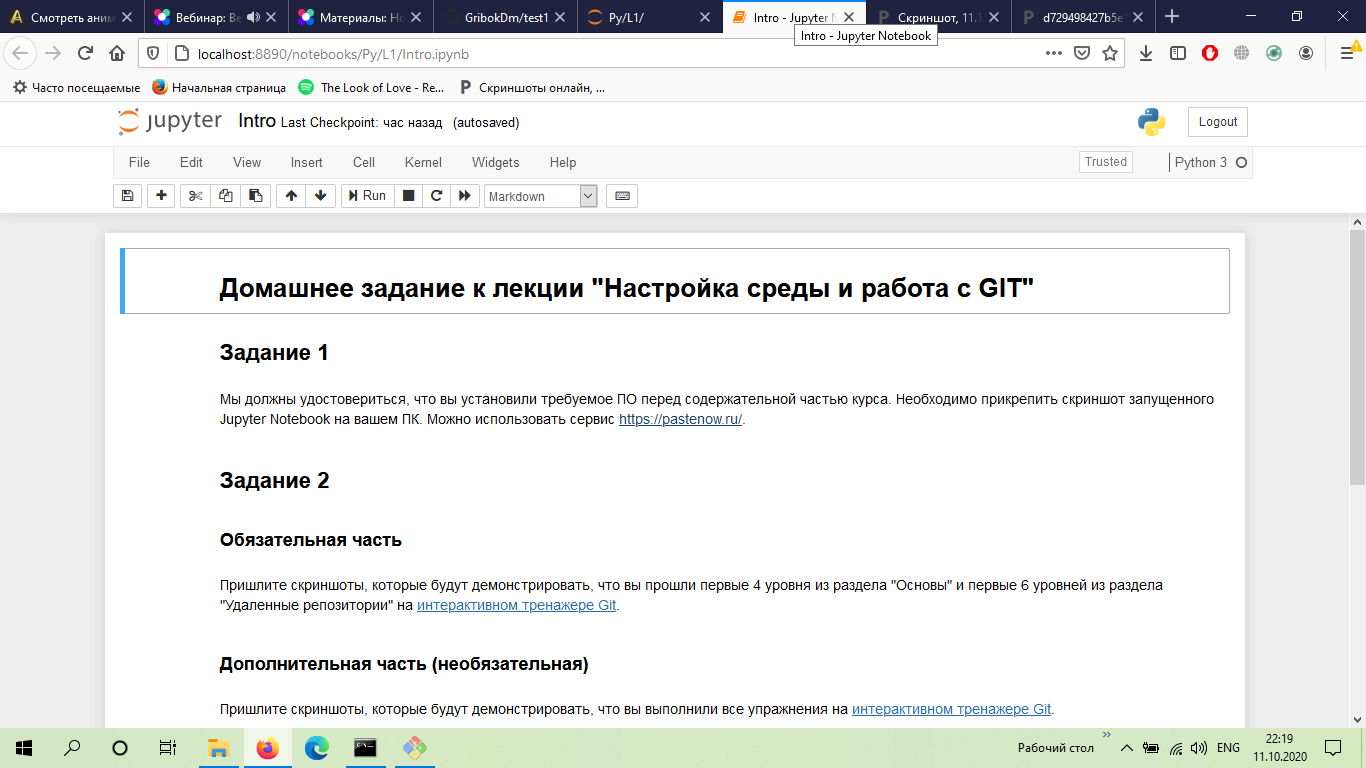 Смотреть аним
Вебинар: Ве
Материалы: Но
GribokDm/test1
Py/L1/
Intro - Jupyter N
Скриншот, 11.1
d729498427b5e
Intro - Jupyter Notebook
localhost:8890/notebooks/Py/L1/Intro.ipynb
Часто посещаемые
Начальная страница
The Look of Love - Re...
Скриншоты онлайн, ...
jupyter Intro Last Checkpoint: час назад (autosaved)
Logout
File Edit View Insert Cell Kernel Widgets Help
Trusted
Python 3
Run
Markdown
Домашнее задание к лекции "Настройка среды и работа с GIT"
Задание 1
Мы должны удостовериться, что вы установили требуемое ПО перед содержательной частью курса. Необходимо прикрепить скриншот запущенного
Jupyter Notebook на вашем ПК. Можно использовать сервис https://pastenow.ru/.
Задание 2
Обязательная часть
Пришлите скриншоты, которые будут демонстрировать, что вы прошли первые 4 уровня из раздела "Основы" и первые 6 уровней из раздела
"Удаленные репозитории" на интерактивном тренажере Git.
Дополнительная часть (необязательная)
Пришлите скриншоты, которые будут демонстрировать, что вы выполнили все упражнения на интерактивном тренажере Git.
Рабочий стол
ENG
22:19
11.10.2020